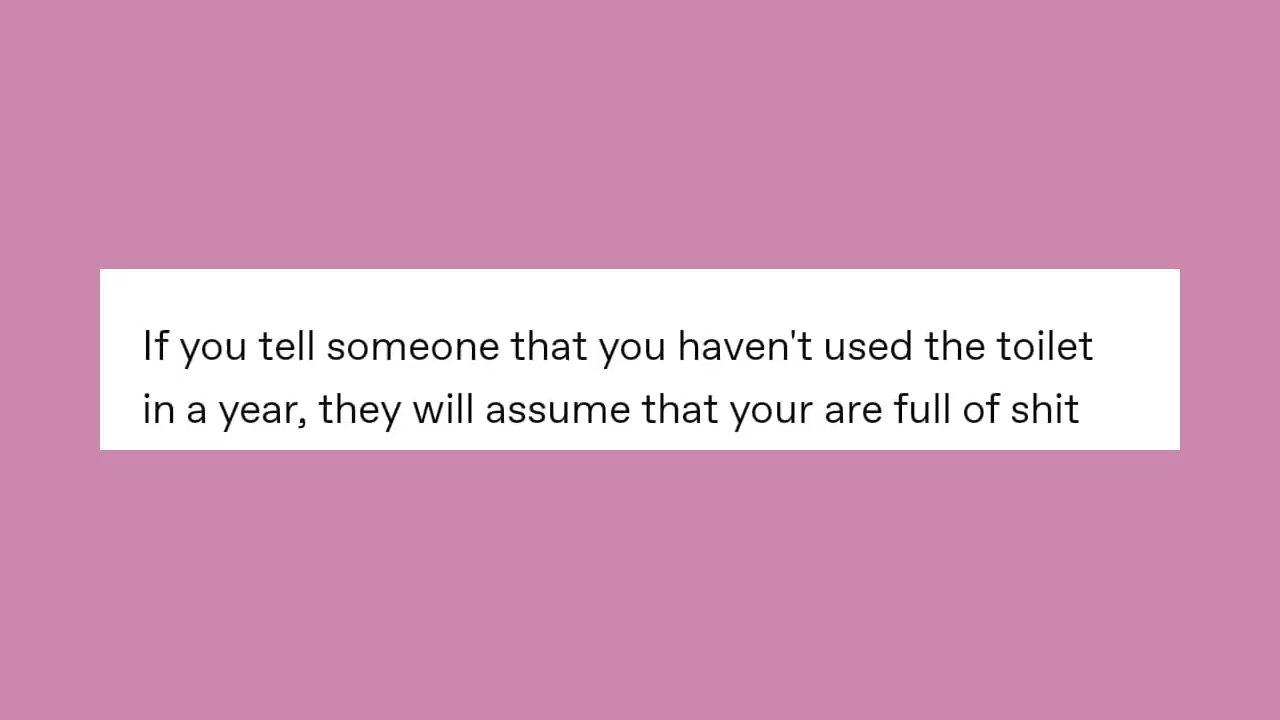 If you tell someone that you haven't used the toilet
in a year, they will assume that your are full of shit